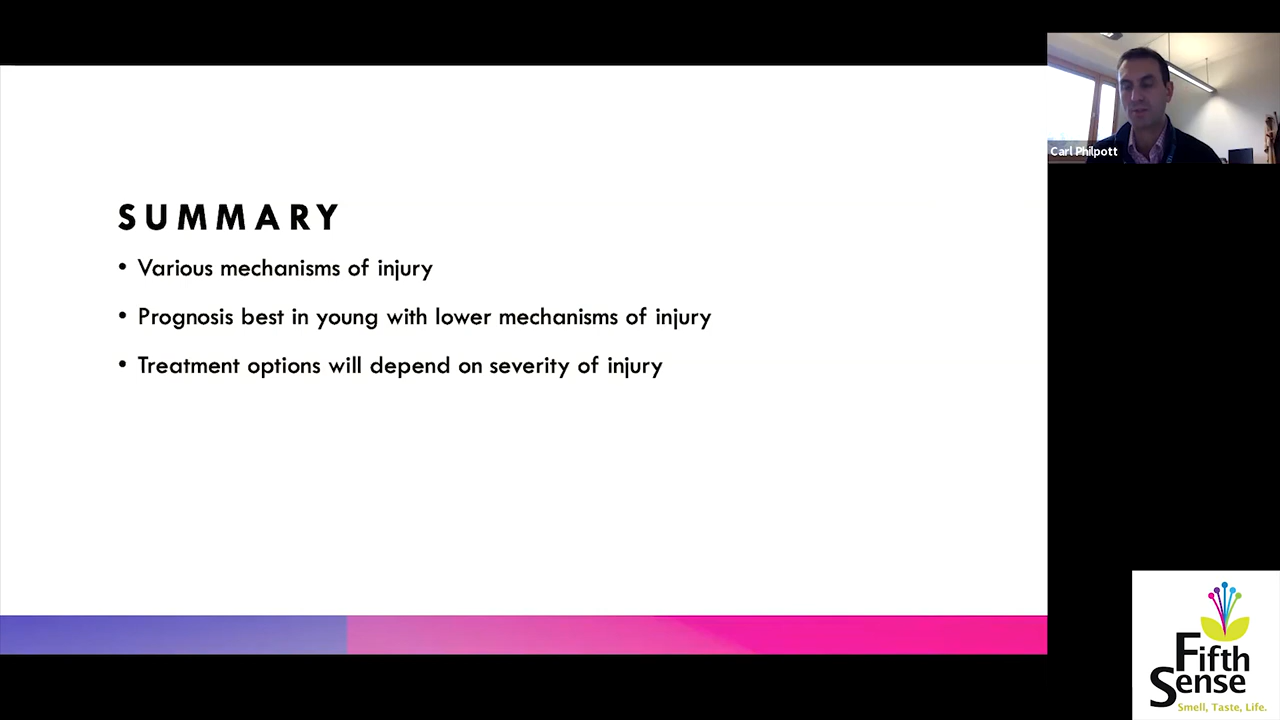 SUMMARY
• Various mechanisms of injury
• Prognosis best in young with lower mechanisms of injury
• Treatment options will depend on severity of injury
Carl Philpott
Fifth
Sense
Smell, Taste, Life.